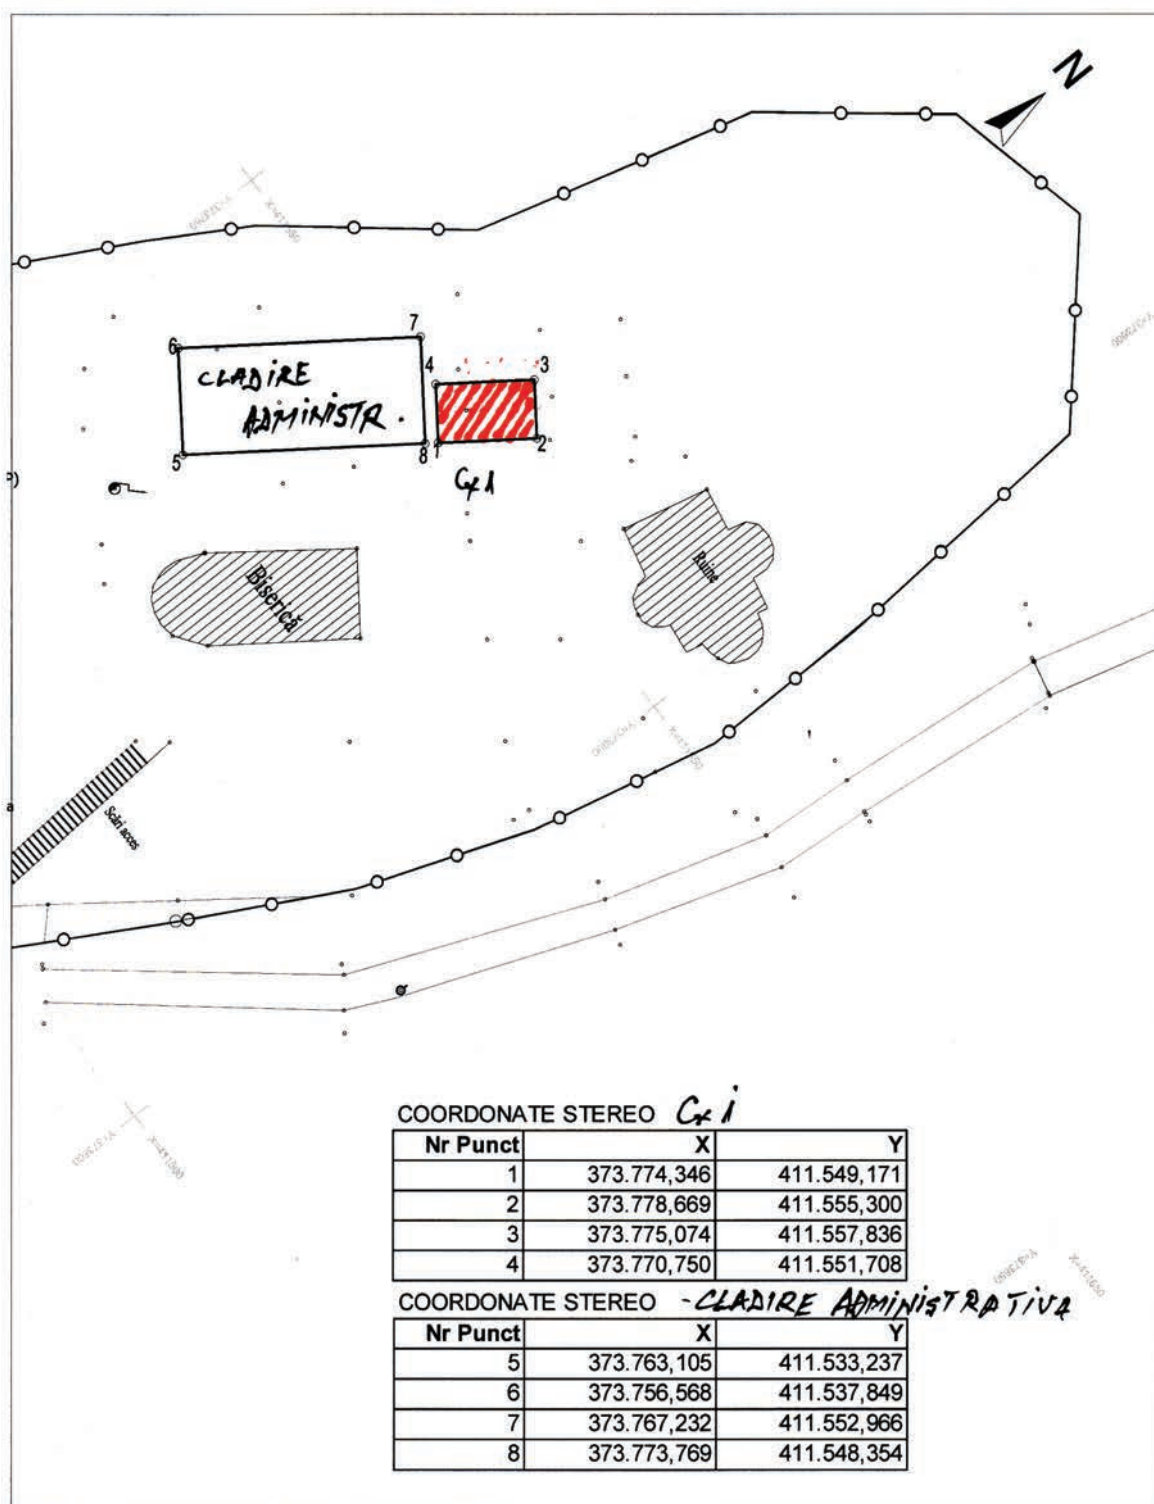 N
7
6
4
3
CLADIRE
ADMINISTR.
5
8
1
2
Cx1
Biserică
Ruine
Scări acces
COORDONATE STEREO Cx 1
Nr Punct X Y
1 373.774,346 411.549,171
2 373.778,669 411.555,300
3 373.775,074 411.557,836
4 373.770,750 411.551,708
COORDONATE STEREO - CLADIRE ADMINISTRATIVA
Nr Punct X Y
5 373.763,105 411.533,237
6 373.756,568 411.537,849
7 373.767,232 411.552,966
8 373.773,769 411.548,354